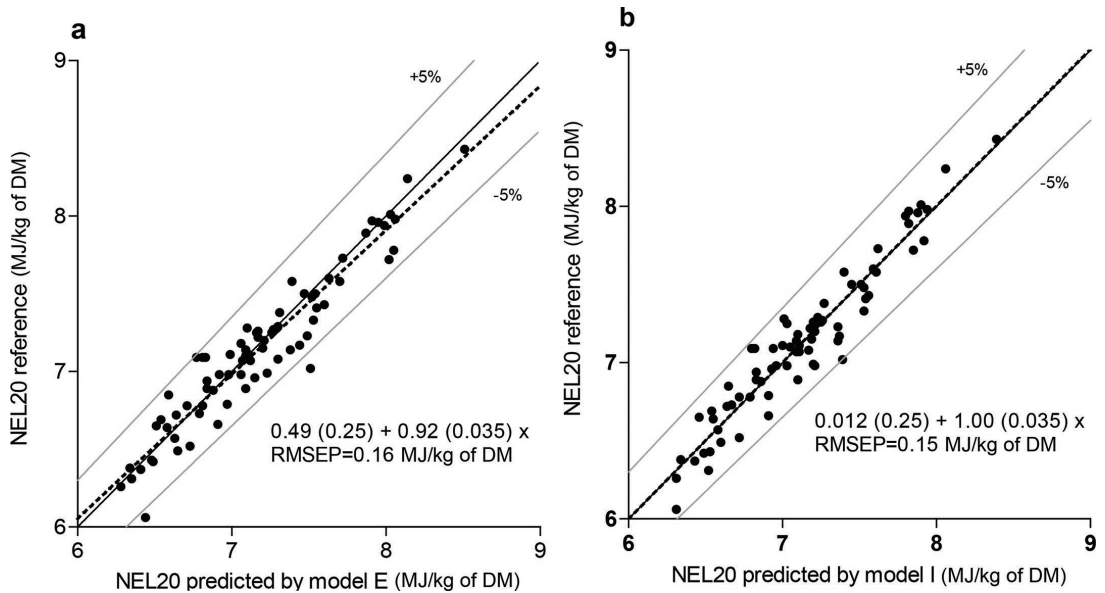 a
9
8
7
6
6
7
8
9
+5%
-5%
NEL20 reference (MJ/kg of DM)
0.49 (0.25) + 0.92 (0.035) x
RMSEP=0.16 MJ/kg of DM
NEL20 predicted by model E (MJ/kg of DM)
b
9
8
7
6
6
7
8
9
+5%
-5%
NEL20 reference (MJ/kg of DM)
0.012 (0.25) + 1.00 (0.035) x
RMSEP=0.15 MJ/kg of DM
NEL20 predicted by model I (MJ/kg of DM)